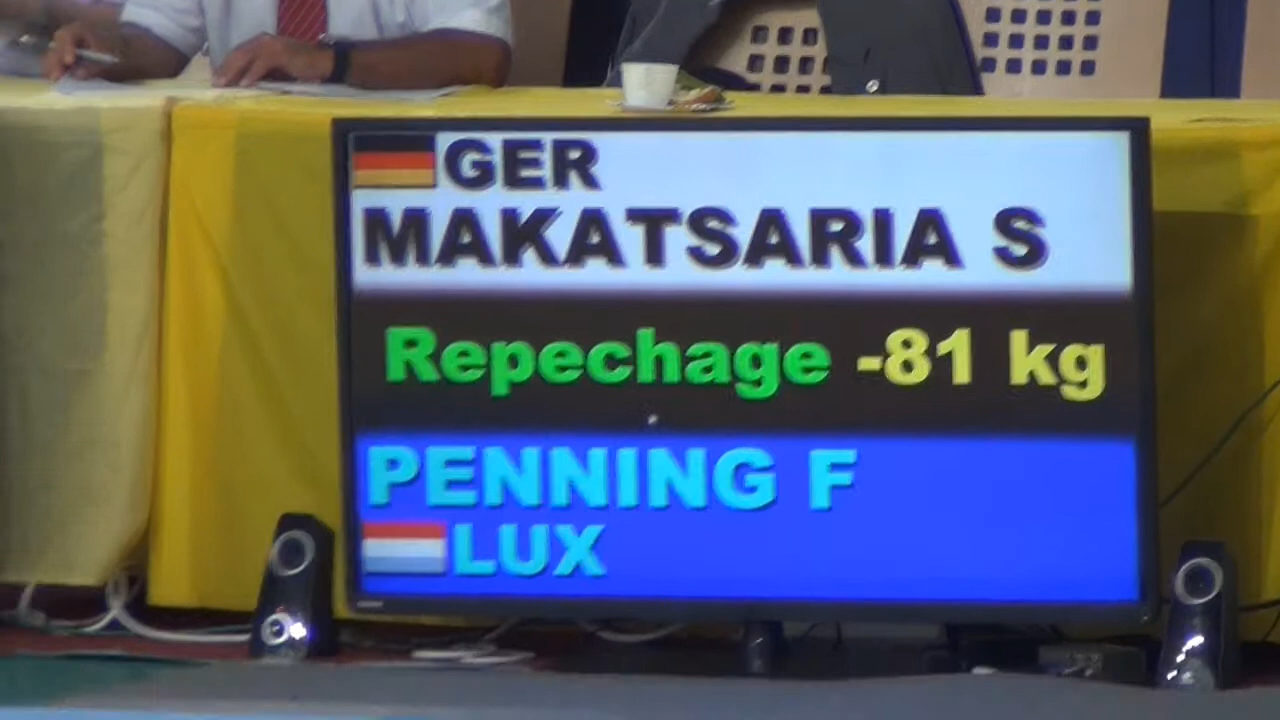 GER
MAKATSARIA S
Repechage -81 kg
PENNING F
LUX